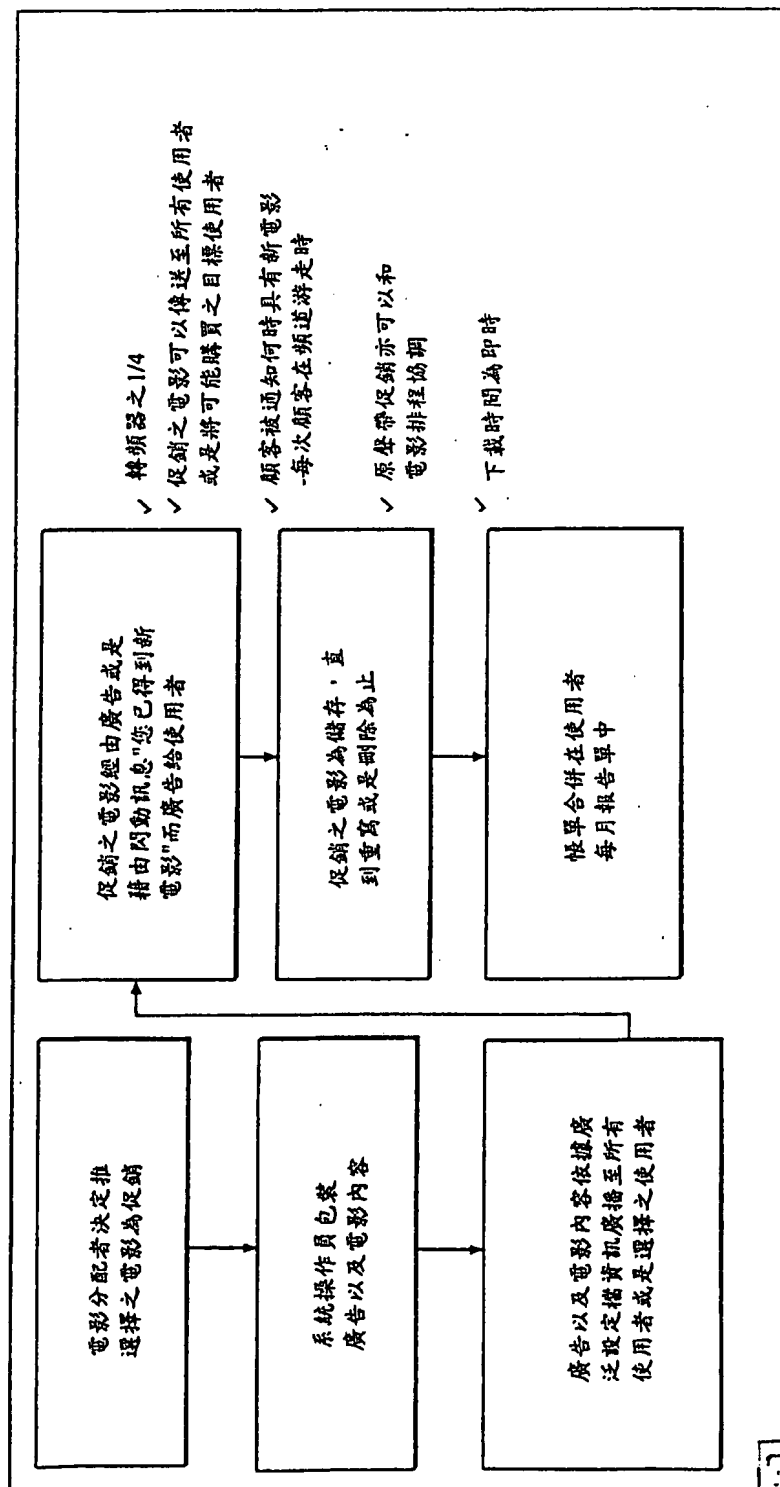 電影分配者決定推
選擇之電影為促銷
系統操作員包裝
廣告以及電影內容
廣告以及電影內容依據廣
泛設定檔資訊廣播至所有
使用者或是選擇之使用者
促銷之電影經由廣告或是
藉由閃動訊息"您已得到新
電影"而廣告給使用者
促銷之電影為儲存，直
到重寫或是刪除為止
帳單合併在使用者
每月報告單中
✓ 轉頻器之1/4
✓ 促銷之電影可以傳送至所有使用者
或是將可能購買之目標使用者
✓ 顧客被通知何時具有新電影
-每次顧客在頻道游走時
✓ 原聲帶促銷亦可以和
電影排程協調
✓ 下載時間為即時